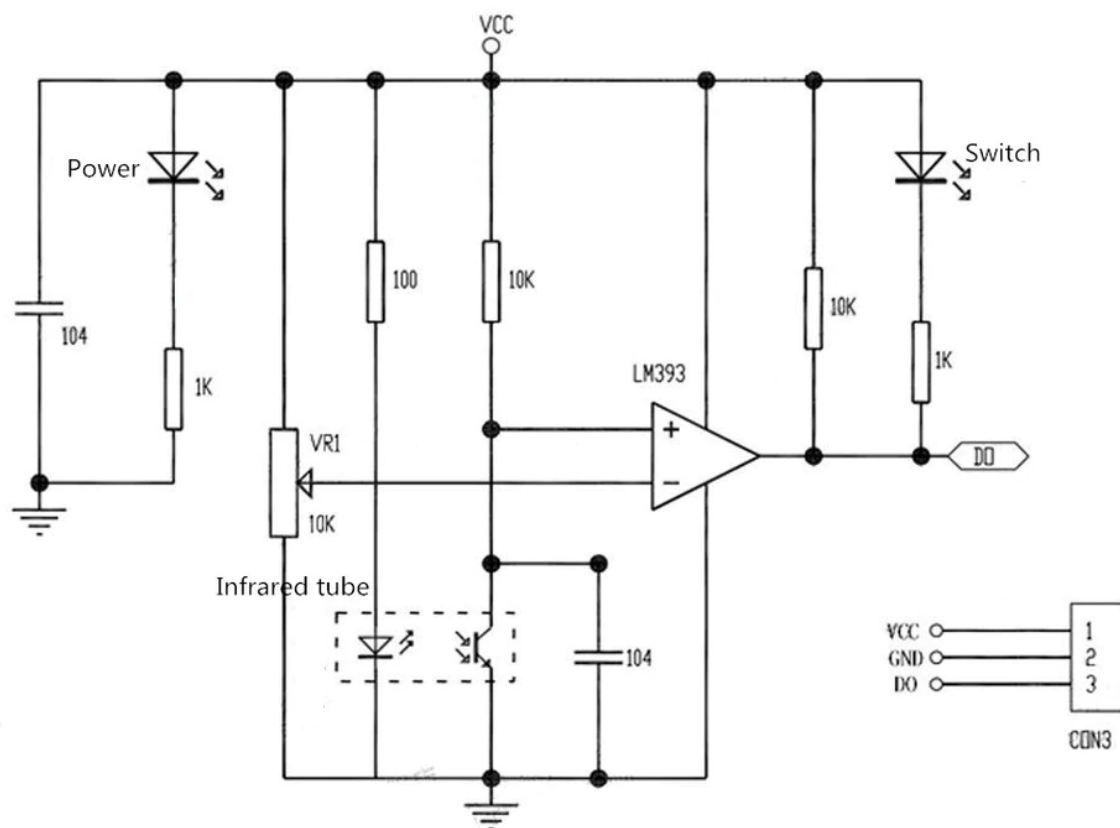 VCC
Power
Switch
100
10K
10K
104
1K
1K
LM393
VR1
+
DO
−
10K
Infrared tube
104
VCC
1
GND
2
DO
3
CON3